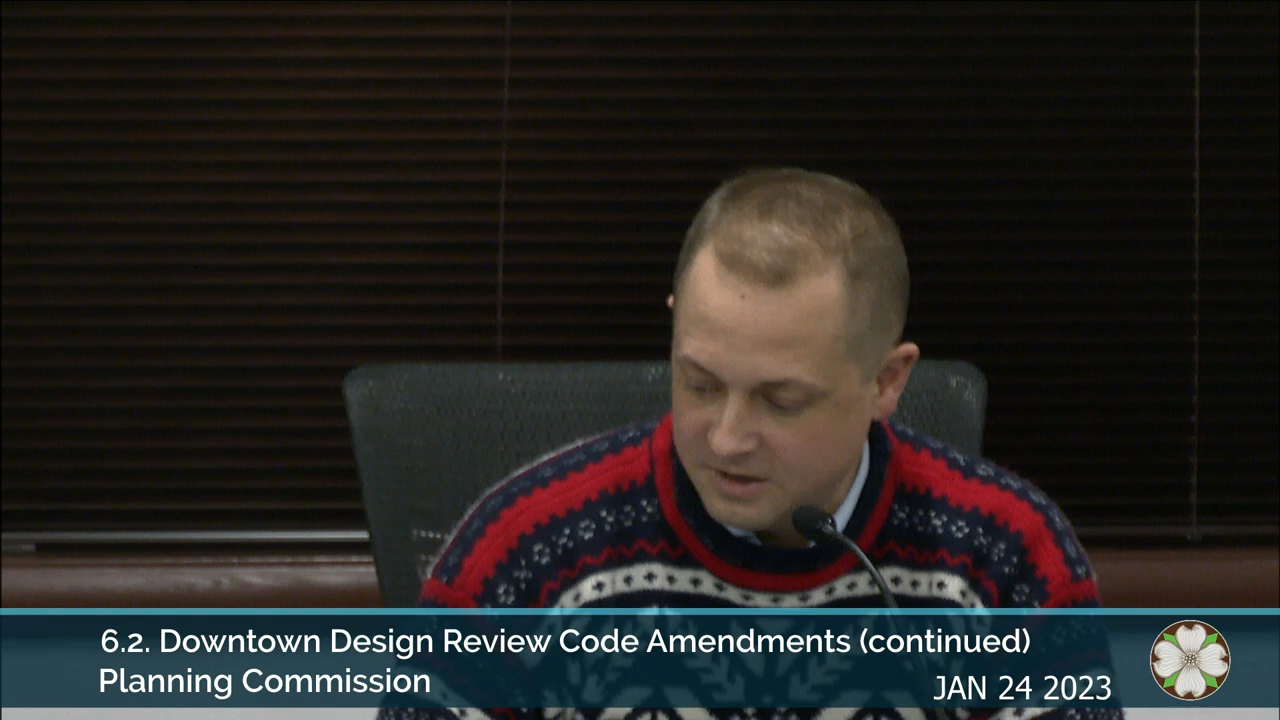 6.2. Downtown Design Review Code Amendments (continued)
Planning Commission
JAN 24 2023